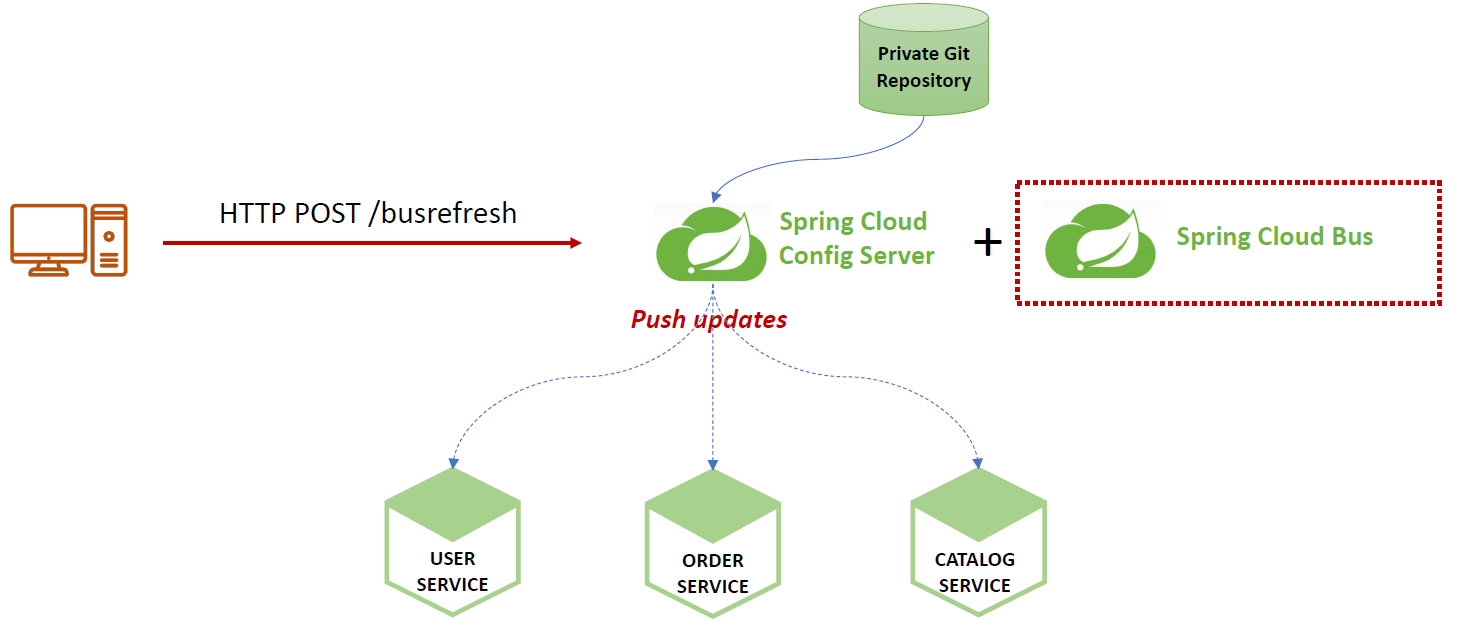 Private Git
Repository
HTTP POST /busrefresh
Spring Cloud
Config Server
+
Spring Cloud Bus
Push updates
USER
SERVICE
ORDER
SERVICE
CATALOG
SERVICE